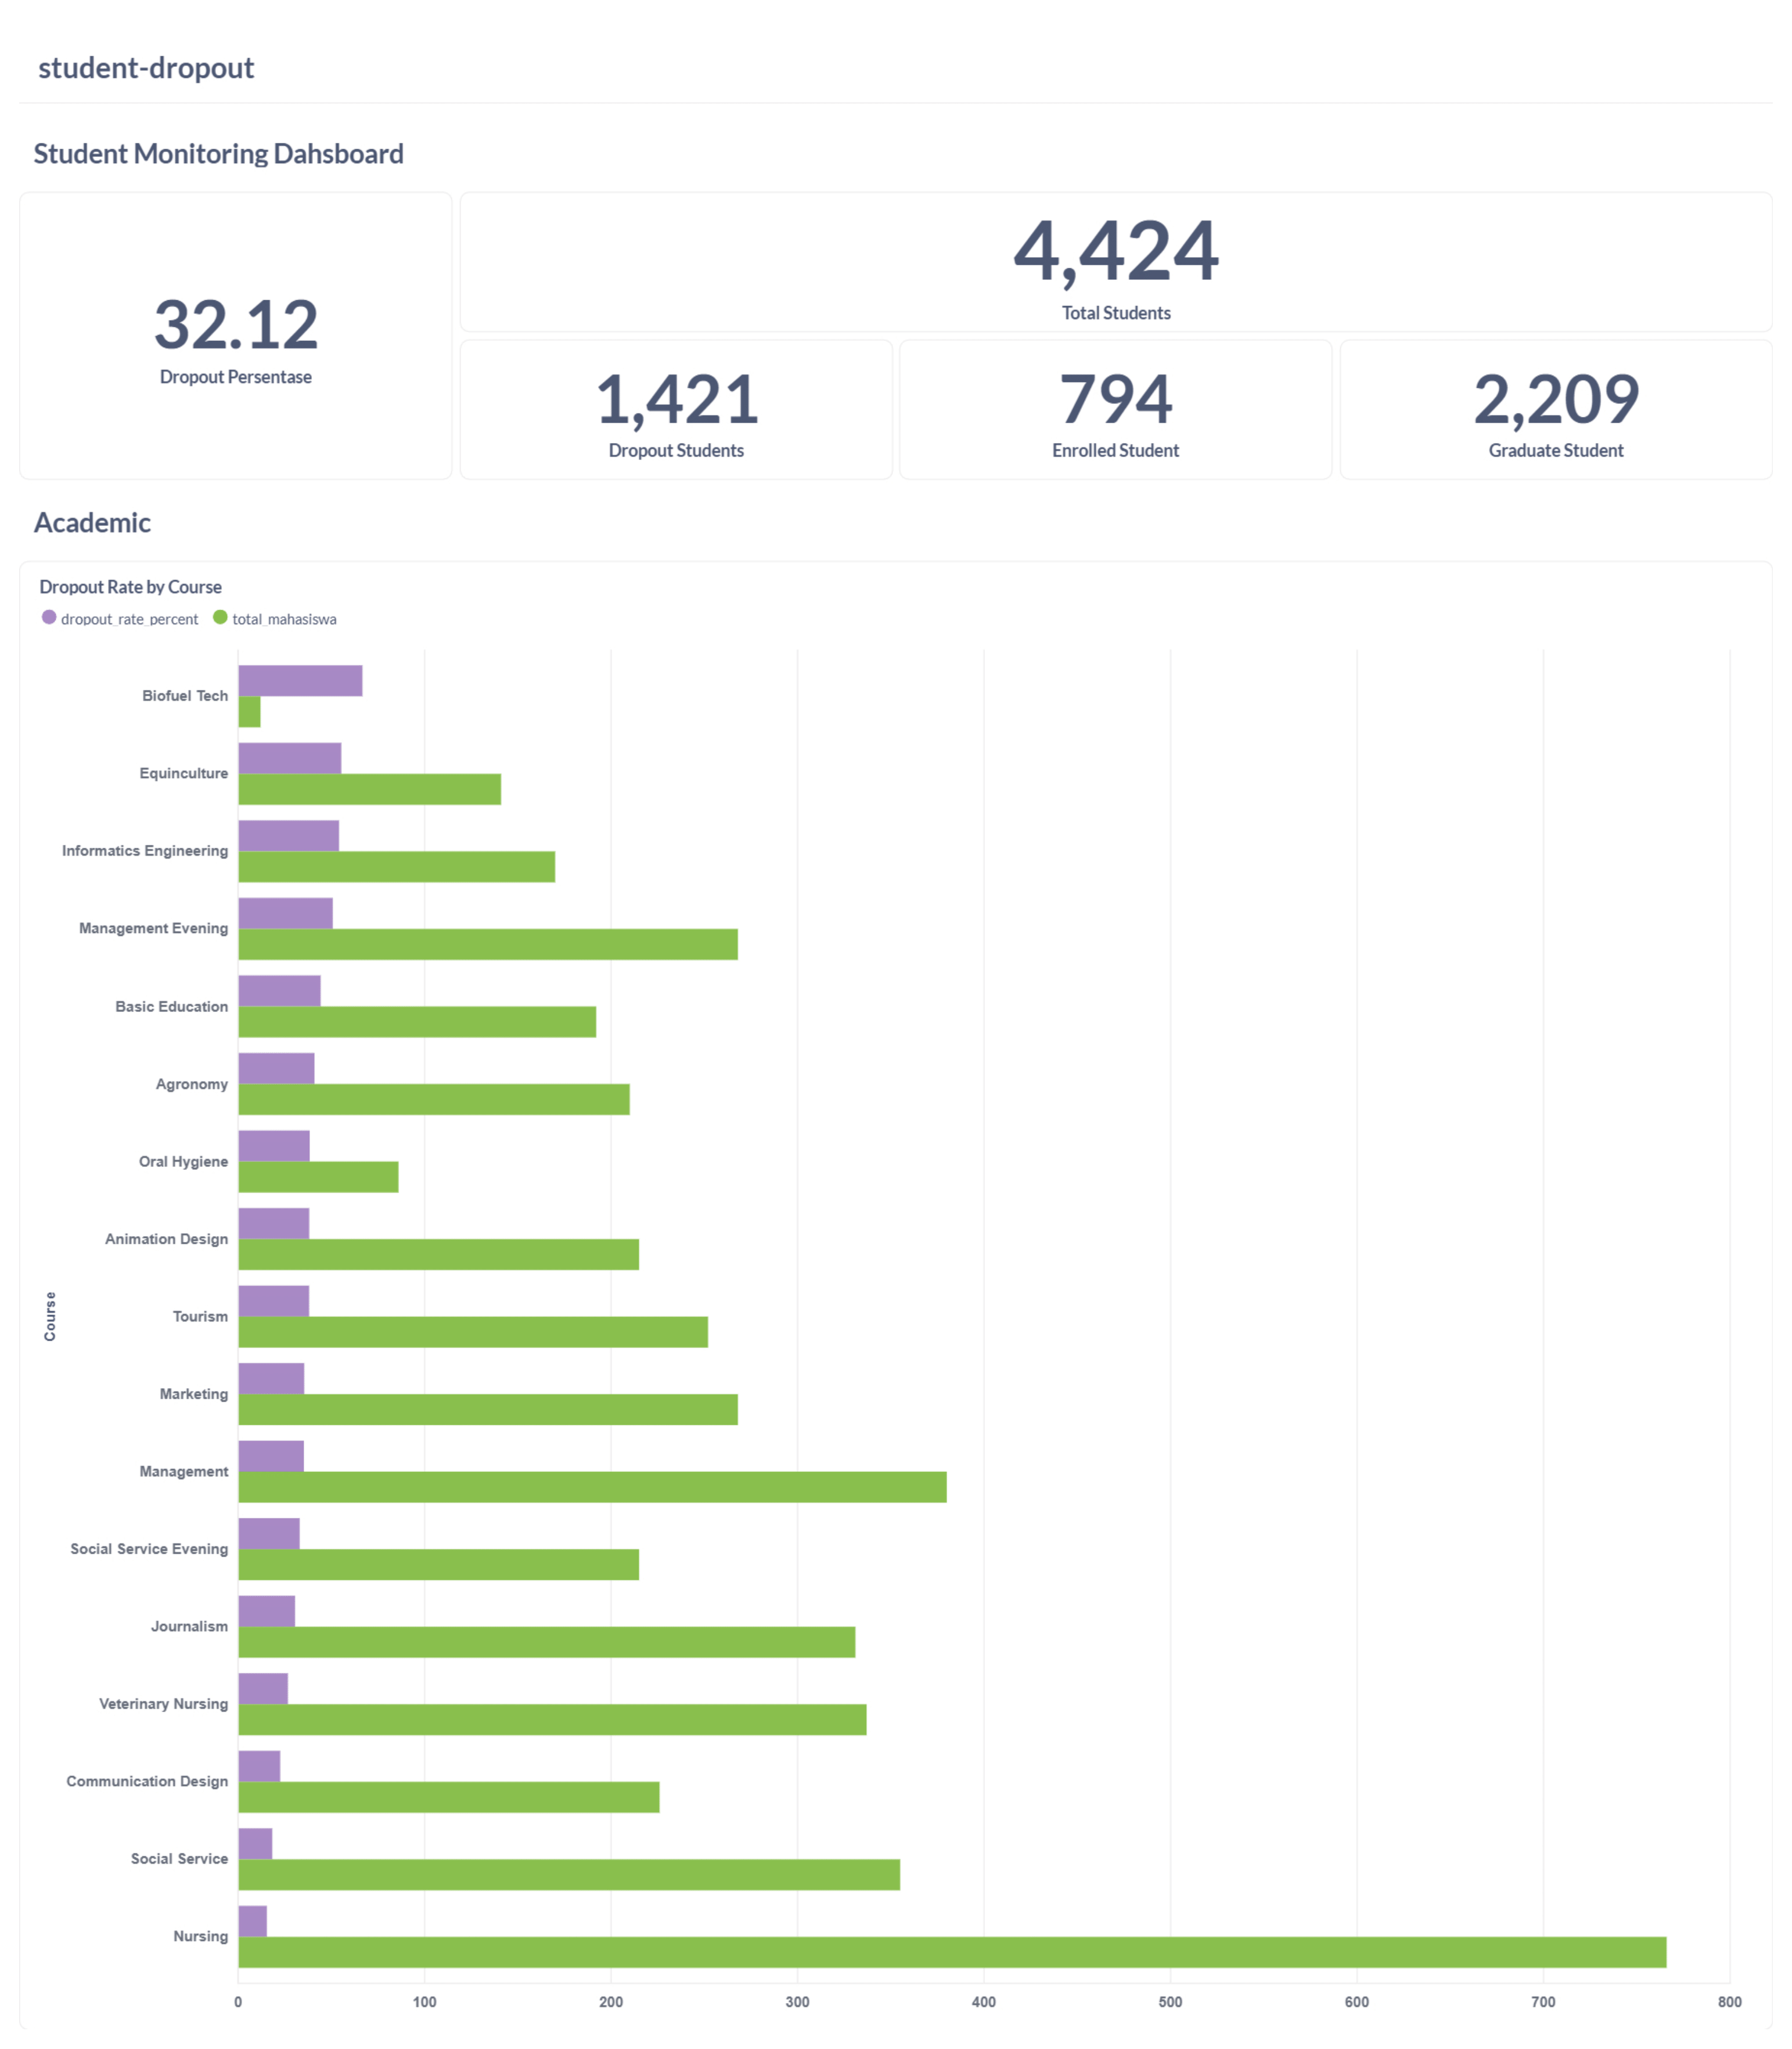 student-dropout
Student Monitoring Dahsboard
32.12
Dropout Persentase
4,424
Total Students
1,421
Dropout Students
794
Enrolled Student
2,209
Graduate Student
Academic
Dropout Rate by Course
dropout_rate_percent total_mahasiswa
Course
Biofuel Tech
Equinculture
Informatics Engineering
Management Evening
Basic Education
Agronomy
Oral Hygiene
Animation Design
Tourism
Marketing
Management
Social Service Evening
Journalism
Veterinary Nursing
Communication Design
Social Service
Nursing
0 100 200 300 400 500 600 700 800